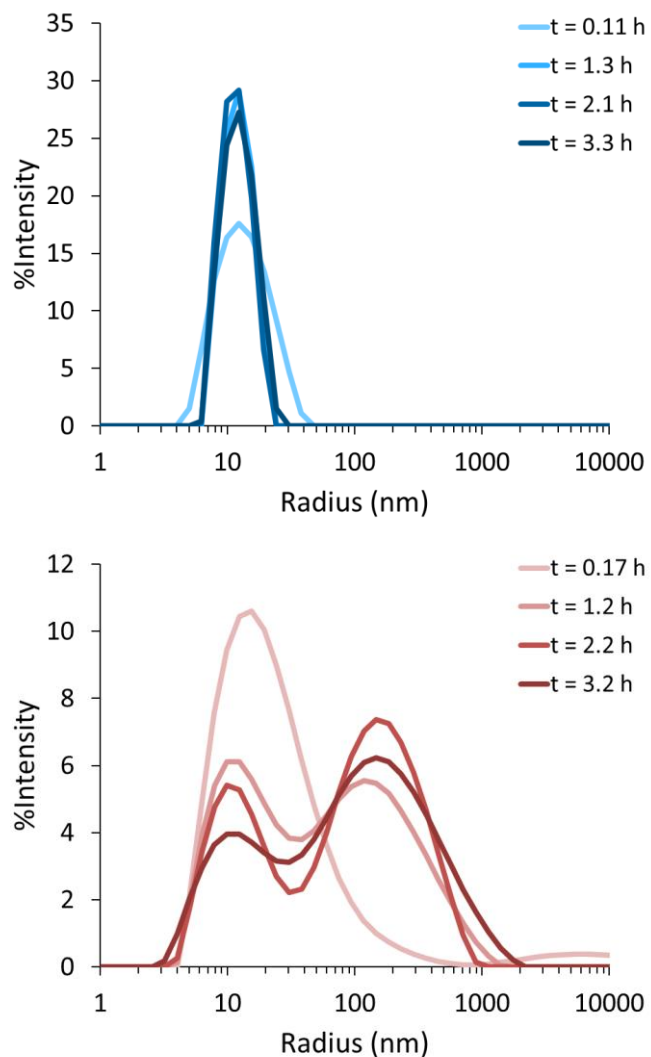 35
30
25
20
15
10
5
0
%Intensity
t = 0.11 h
t = 1.3 h
t = 2.1 h
t = 3.3 h
1 10 100 1000 10000
Radius (nm)
12
10
8
6
4
2
0
%Intensity
t = 0.17 h
t = 1.2 h
t = 2.2 h
t = 3.2 h
1 10 100 1000 10000
Radius (nm)